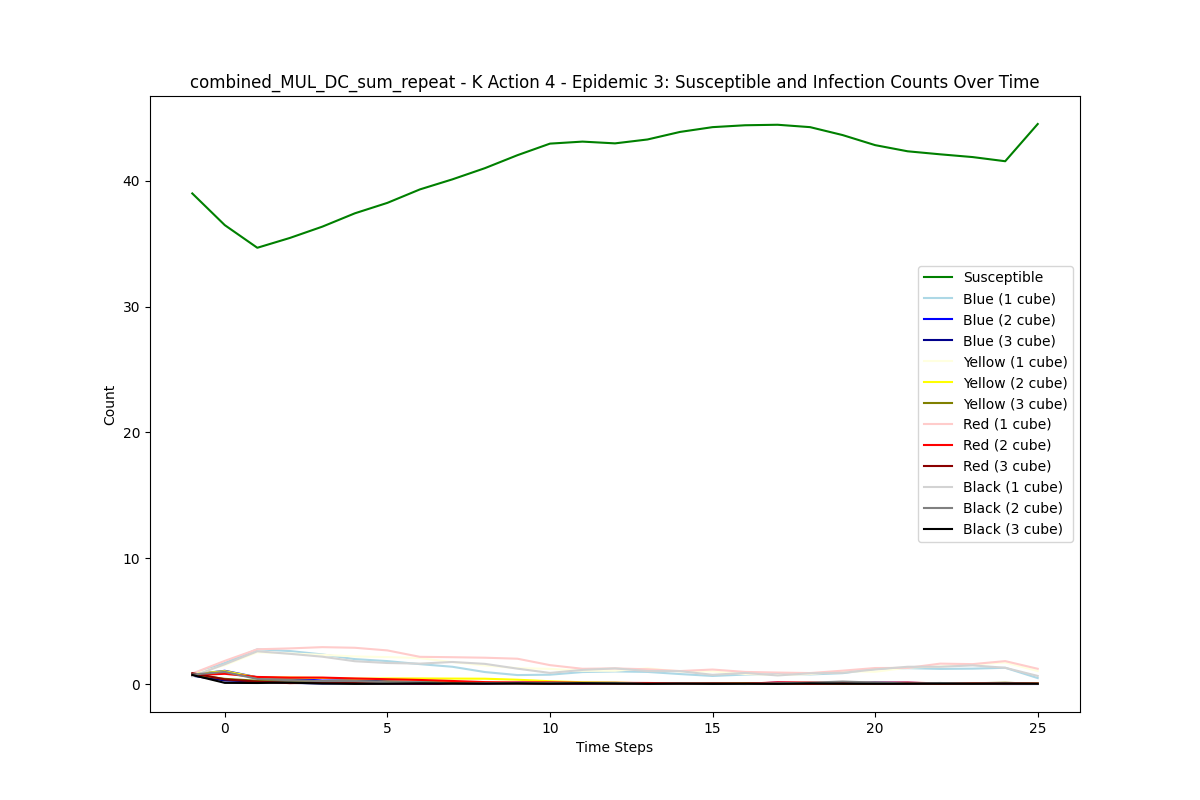 combined_MUL_DC_sum_repeat - K Action 4 - Epidemic 3: Susceptible and Infection Counts Over Time
Count
40
30
20
10
0
Susceptible
Blue (1 cube)
Blue (2 cube)
Blue (3 cube)
Yellow (1 cube)
Yellow (2 cube)
Yellow (3 cube)
Red (1 cube)
Red (2 cube)
Red (3 cube)
Black (1 cube)
Black (2 cube)
Black (3 cube)
0 5 10 15 20 25
Time Steps